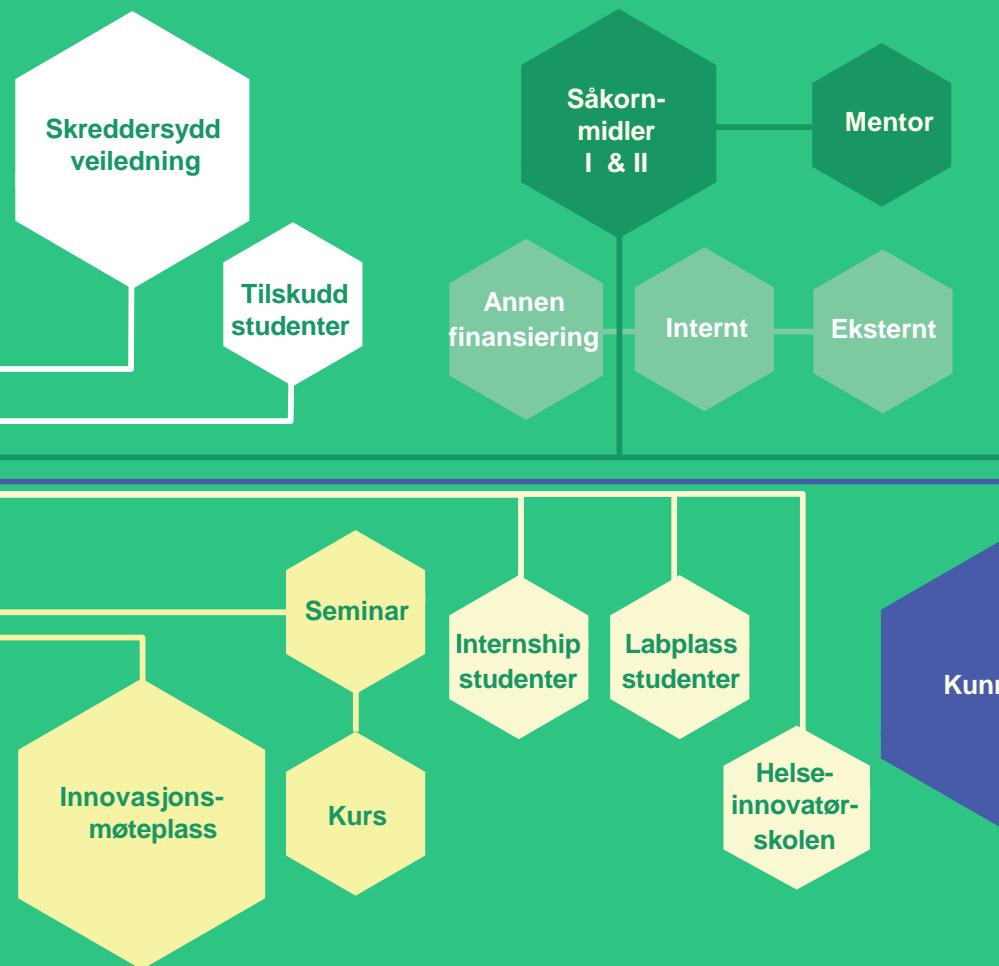 Skreddersydd
veiledning
Såkorn-
midler
I & II
Mentor
Tilskudd
studenter
Annen
finansiering
Internt
Eksternt
Seminar
Internship
studenter
Labplass
studenter
Innovasjons-
møteplass
Kurs
Helse-
innovatør-
skolen